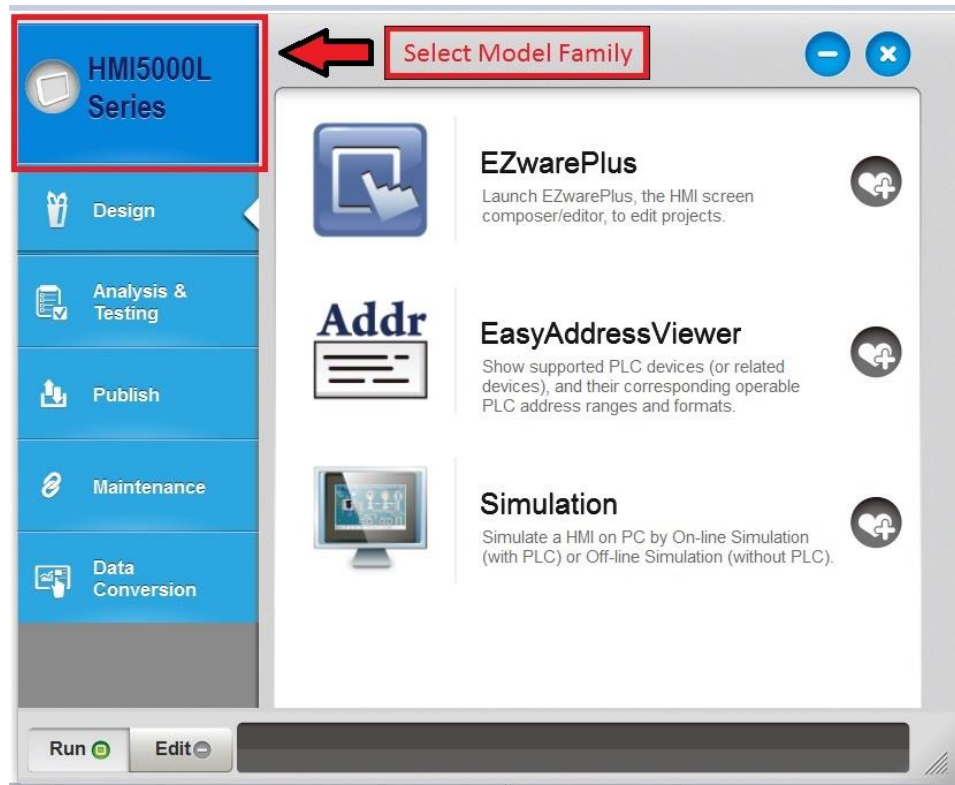 HMI5000L
Series
Select Model Family
Design
Analysis &
Testing
Publish
Maintenance
Data
Conversion
EZwarePlus
Launch EZwarePlus, the HMI screen
composer/editor, to edit projects.
Addr
EasyAddressViewer
Show supported PLC devices (or related
devices), and their corresponding operable
PLC address ranges and formats.
Simulation
Simulate a HMI on PC by On-line Simulation
(with PLC) or Off-line Simulation (without PLC).
Run
Edit